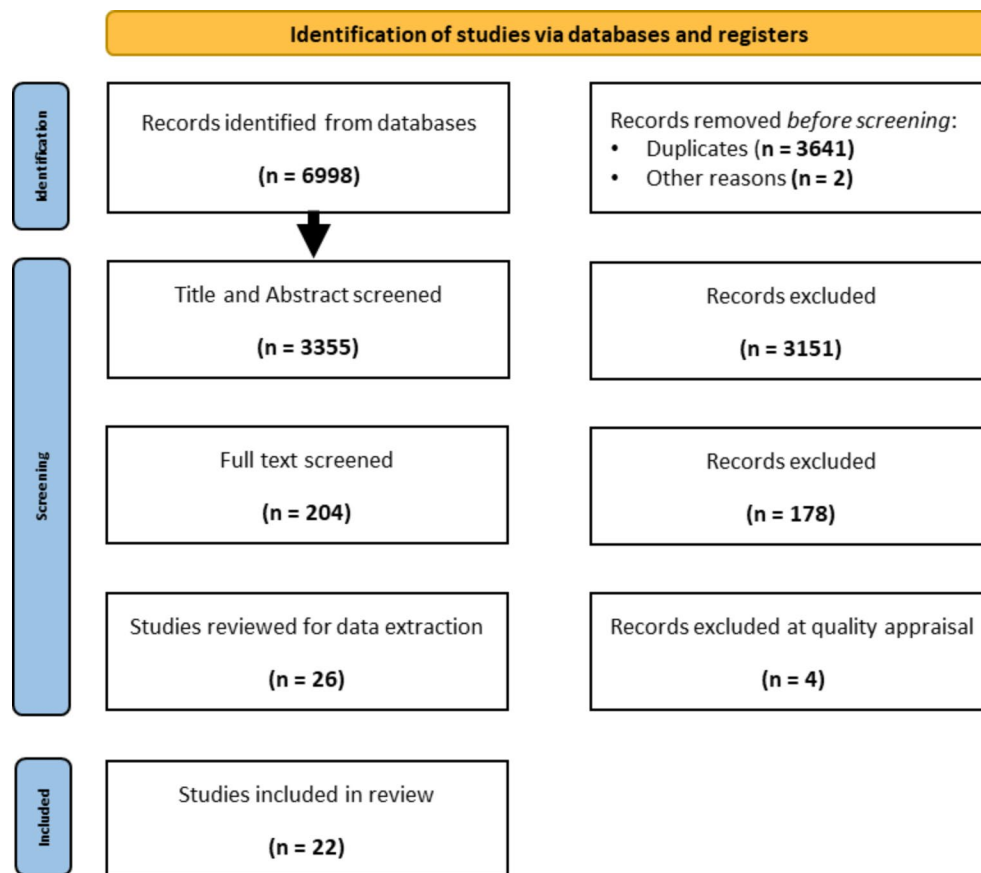 Identification of studies via databases and registers
Identification
Records identified from databases
(n = 6998)
Records removed before screening:
• Duplicates (n = 3641)
• Other reasons (n = 2)
Screening
Title and Abstract screened
(n = 3355)
Records excluded
(n = 3151)
Full text screened
(n = 204)
Records excluded
(n = 178)
Studies reviewed for data extraction
(n = 26)
Records excluded at quality appraisal
(n = 4)
Included
Studies included in review
(n = 22)